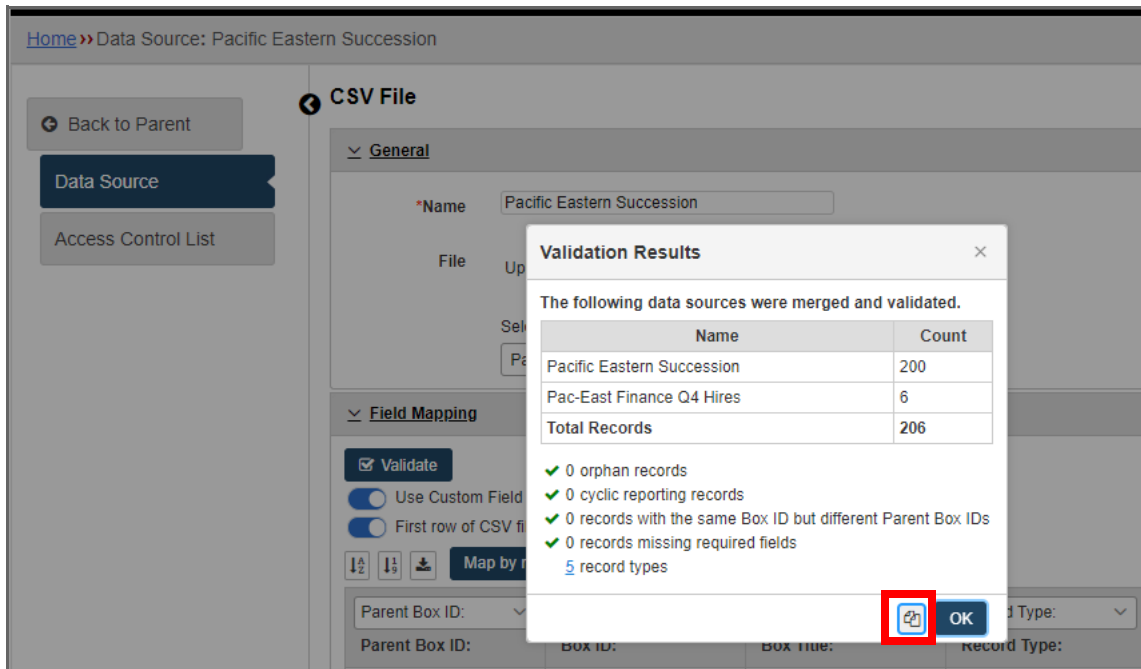 Home ›› Data Source: Pacific Eastern Succession
Back to Parent
Data Source
Access Control List
CSV File
General
*Name Pacific Eastern Succession
File
Validation Results ×
The following data sources were merged and validated.
Name Count
Pacific Eastern Succession 200
Pac-East Finance Q4 Hires 6
Total Records 206
0 orphan records
0 cyclic reporting records
0 records with the same Box ID but different Parent Box IDs
0 records missing required fields
5 record types
OK
Field Mapping
Validate
Use Custom Field
First row of CSV
Map by
Parent Box ID: Type:
Parent Box ID: Box ID: Box Title: Record Type: